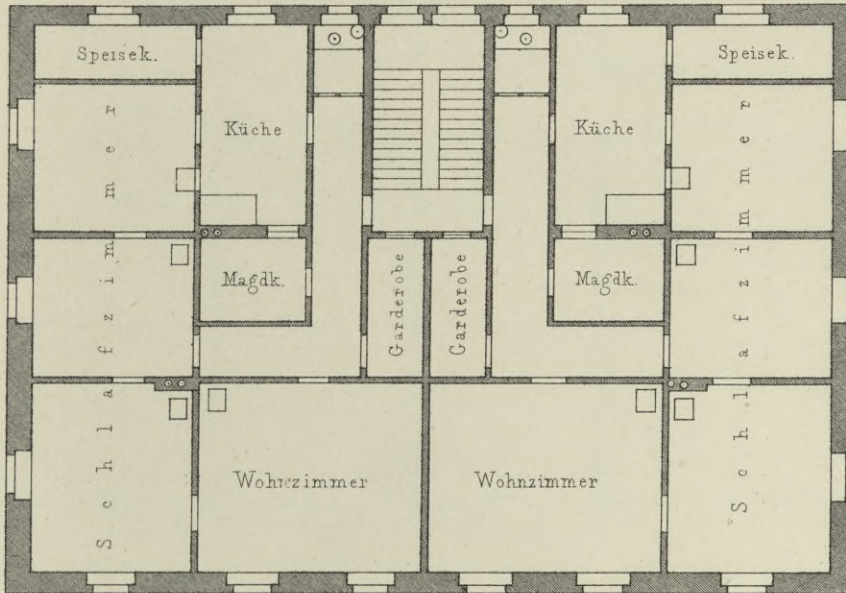 Speisek.
Speisek.
Küche
Küche
Schlafzimmer
Magdk.
Garderobe
Garderobe
Magdk.
Schlafzimmer
Wohnzimmer
Wohnzimmer